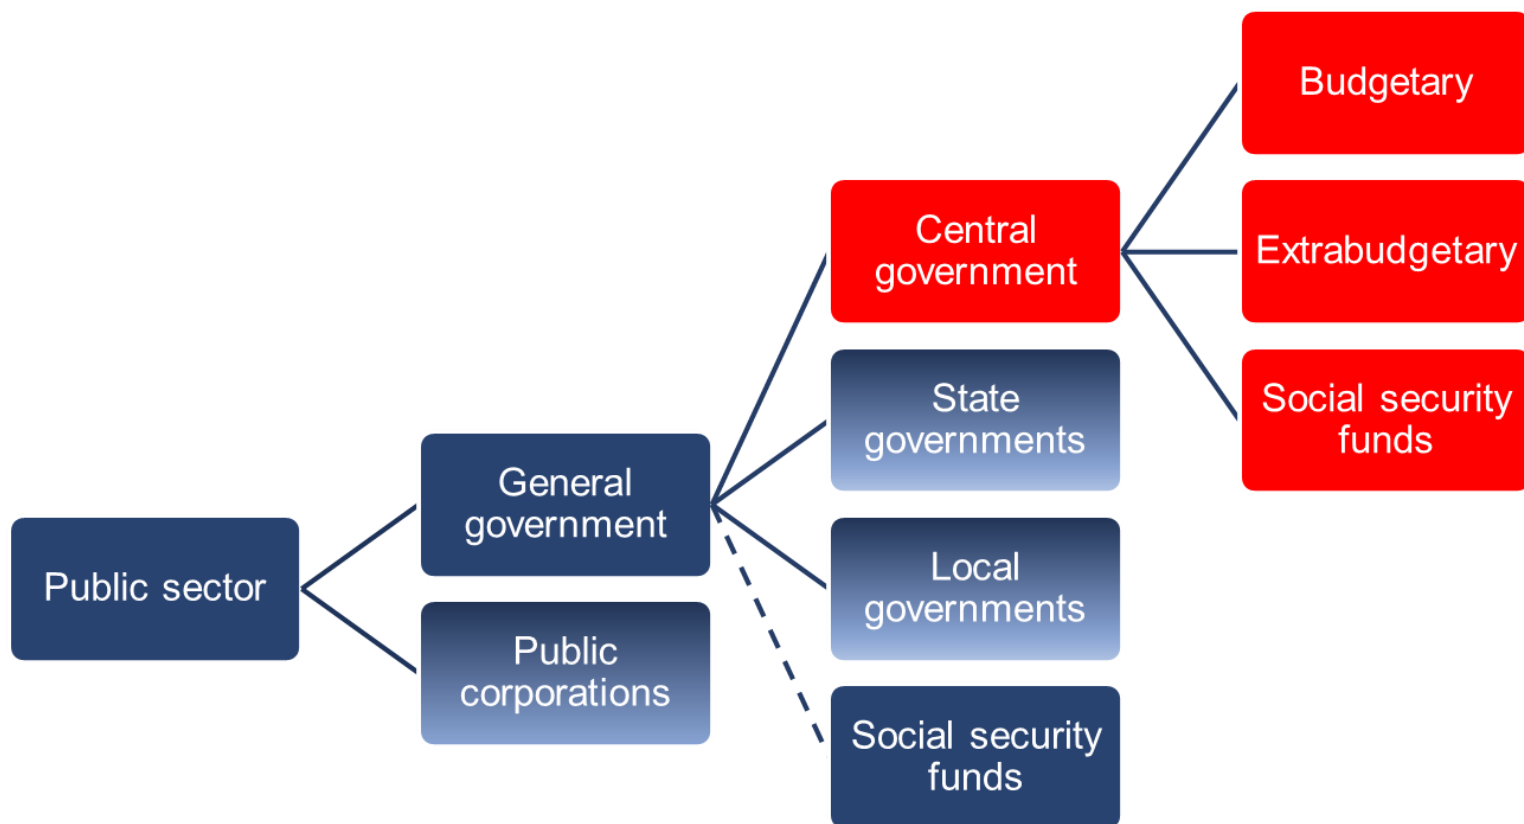 Public sector
General
government
Public
corporations
Central
government
State
governments
Local
governments
Social security
funds
Budgetary
Extrabudgetary
Social security
funds